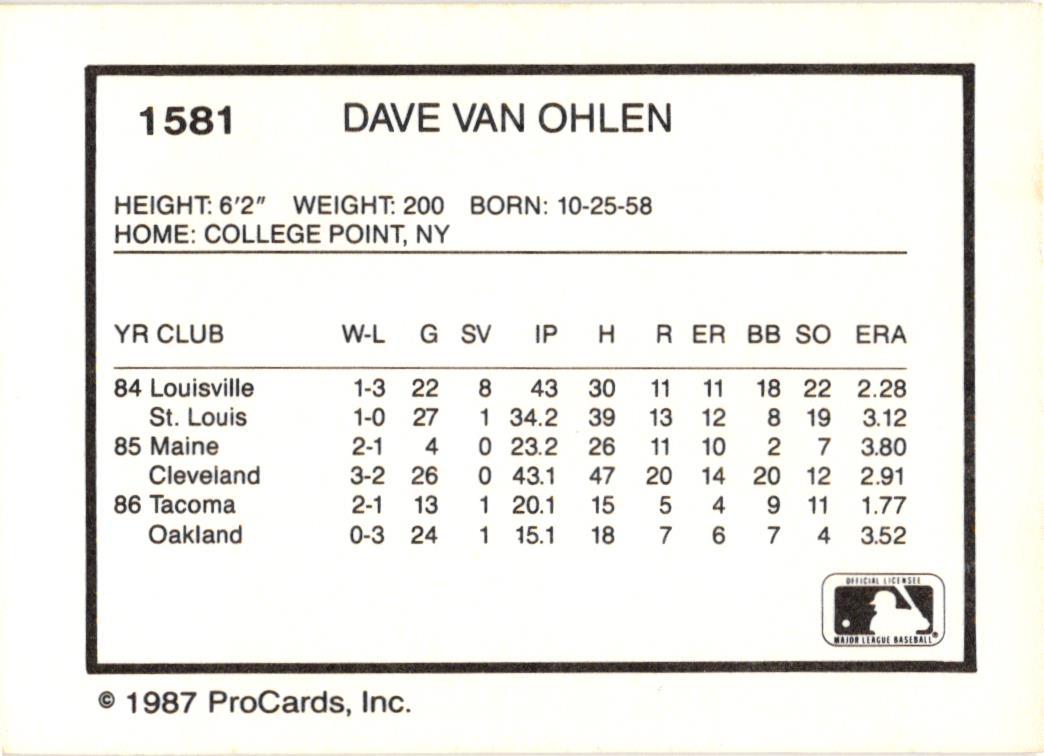 1581 DAVE VAN OHLEN
HEIGHT: 6'2" WEIGHT: 200 BORN: 10-25-58
HOME: COLLEGE POINT, NY
YR CLUB W-L G SV IP H R ER BB SO ERA
84 Louisville 1-3 22 8 43 30 11 11 18 22 2.28
St. Louis 1-0 27 1 34.2 39 13 12 8 19 3.12
85 Maine 2-1 4 0 23.2 26 11 10 2 7 3.80
Cleveland 3-2 26 0 43.1 47 20 14 20 12 2.91
86 Tacoma 2-1 13 1 20.1 15 5 4 9 11 1.77
Oakland 0-3 24 1 15.1 18 7 6 7 4 3.52
OFFICIAL LICENSEE
MAJOR LEAGUE BASEBALL®
© 1987 ProCards, Inc.